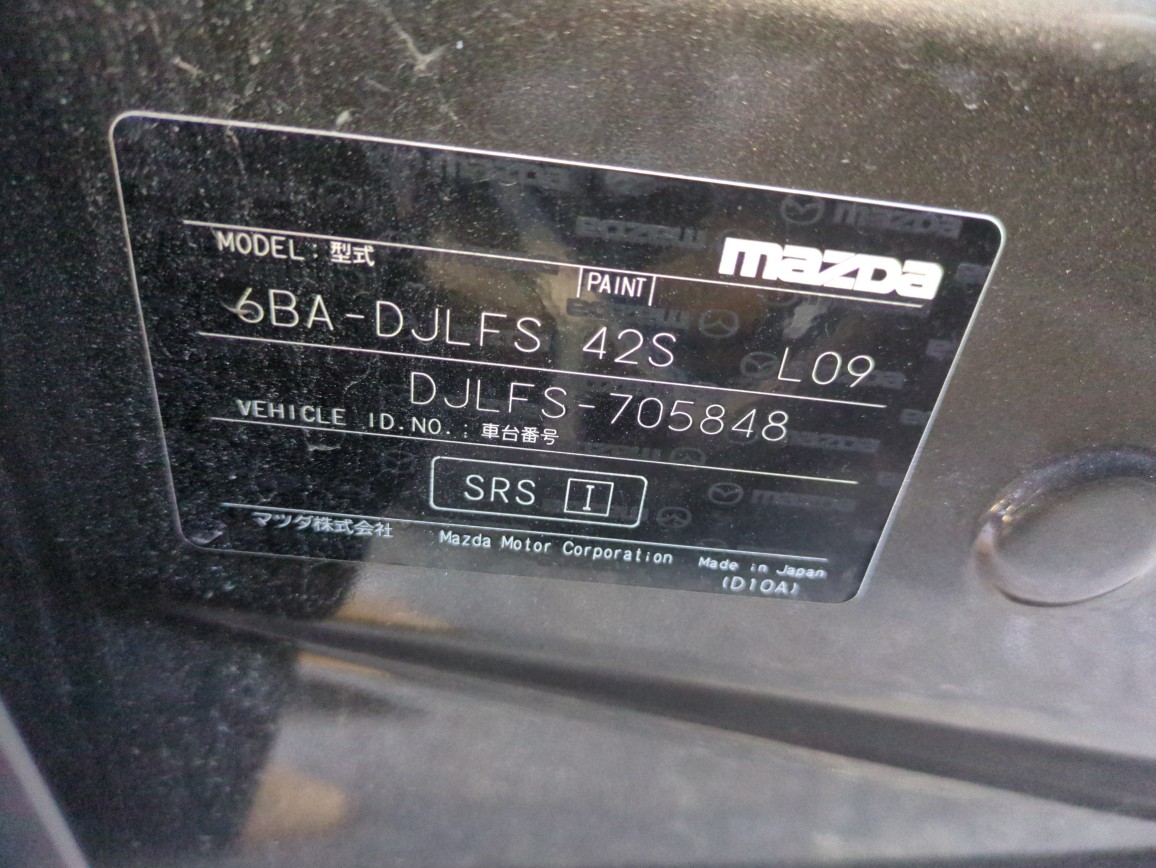 mazda
MODEL : 型式
PAINT
6BA-DJLFS 42S L09
DJLFS-705848
VEHICLE ID.NO. : 車台番号
SRS I
マツダ株式会社 Mazda Motor Corporation Made in Japan
(D10A)